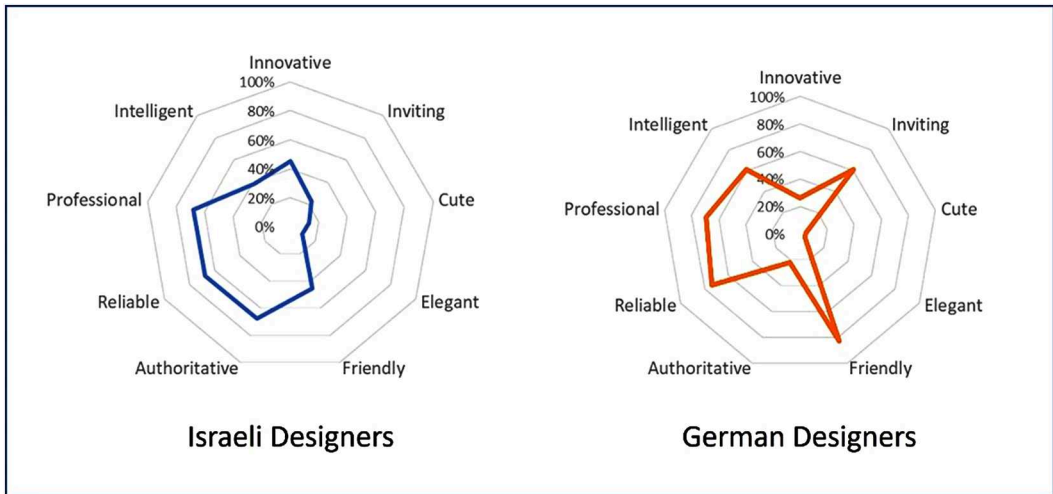 Innovative
100%
80%
60%
40%
20%
0%
Inviting
Cute
Elegant
Friendly
Authoritative
Reliable
Professional
Intelligent
Israeli Designers
Innovative
100%
80%
60%
40%
20%
0%
Inviting
Cute
Elegant
Friendly
Authoritative
Reliable
Professional
Intelligent
German Designers